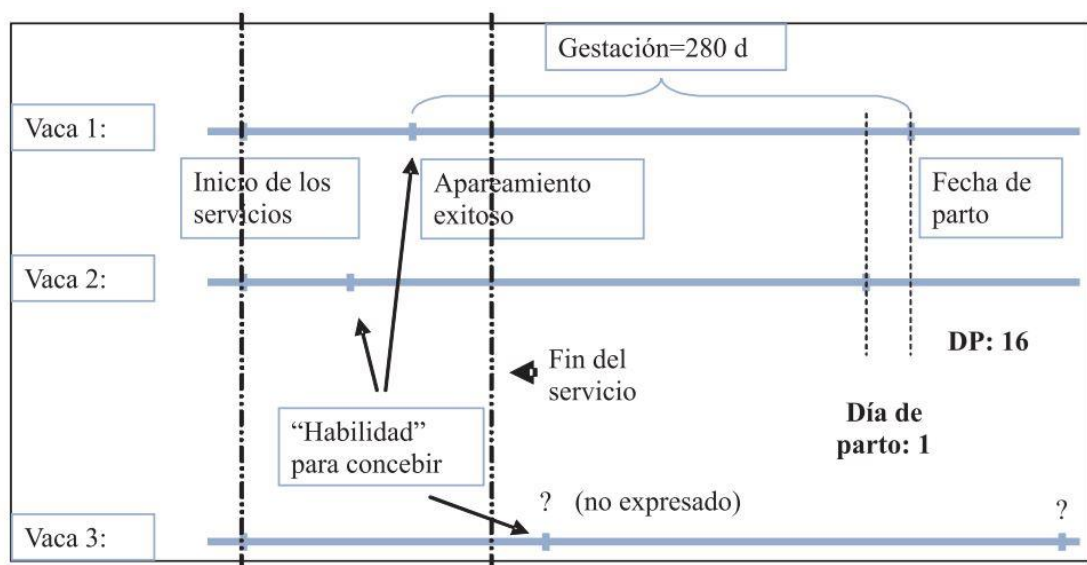 Gestación=280 d
Vaca 1:
Inicio de los
servicios
Apareamiento
exitoso
Fecha de
parto
Vaca 2:
DP: 16
Fin del
servicio
Día de
parto: 1
“Habilidad”
para concebir
? (no expresado)
?
Vaca 3: